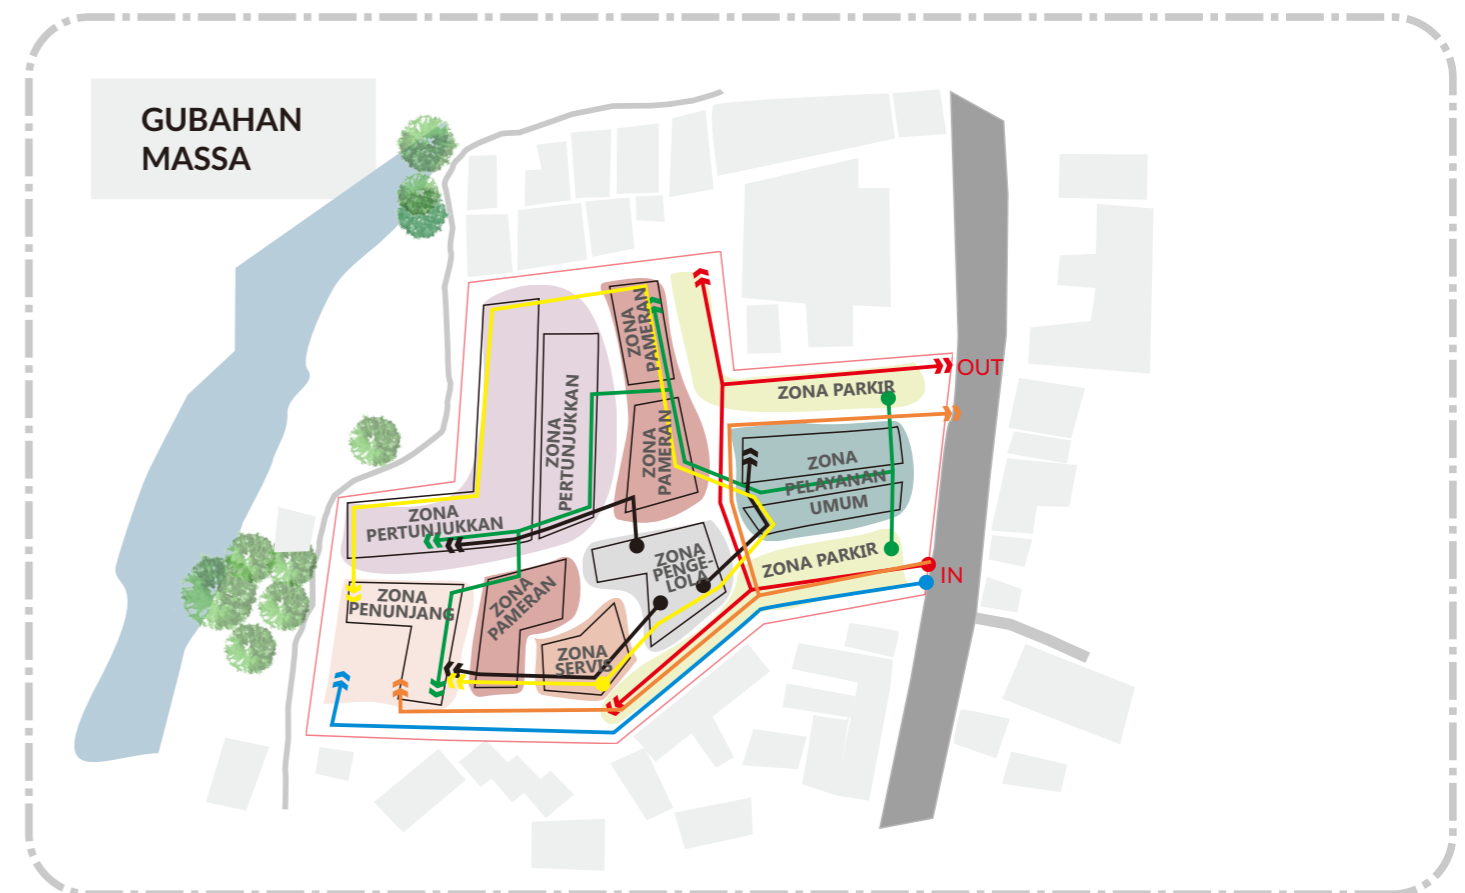 GUBAHAN
MASSA
ZONA
PAMERAN
OUT
ZONA PARKIR
ZONA
PERTUNJUKKAN
ZONA
PAMERAN
ZONA
PELAYANAN
UMUM
ZONA
PERTUNJUKKAN
ZONA
PENGE-
LOLA
ZONA PARKIR
IN
ZONA
PENUNJANG
ZONA
PAMERAN
ZONA
SERVIS